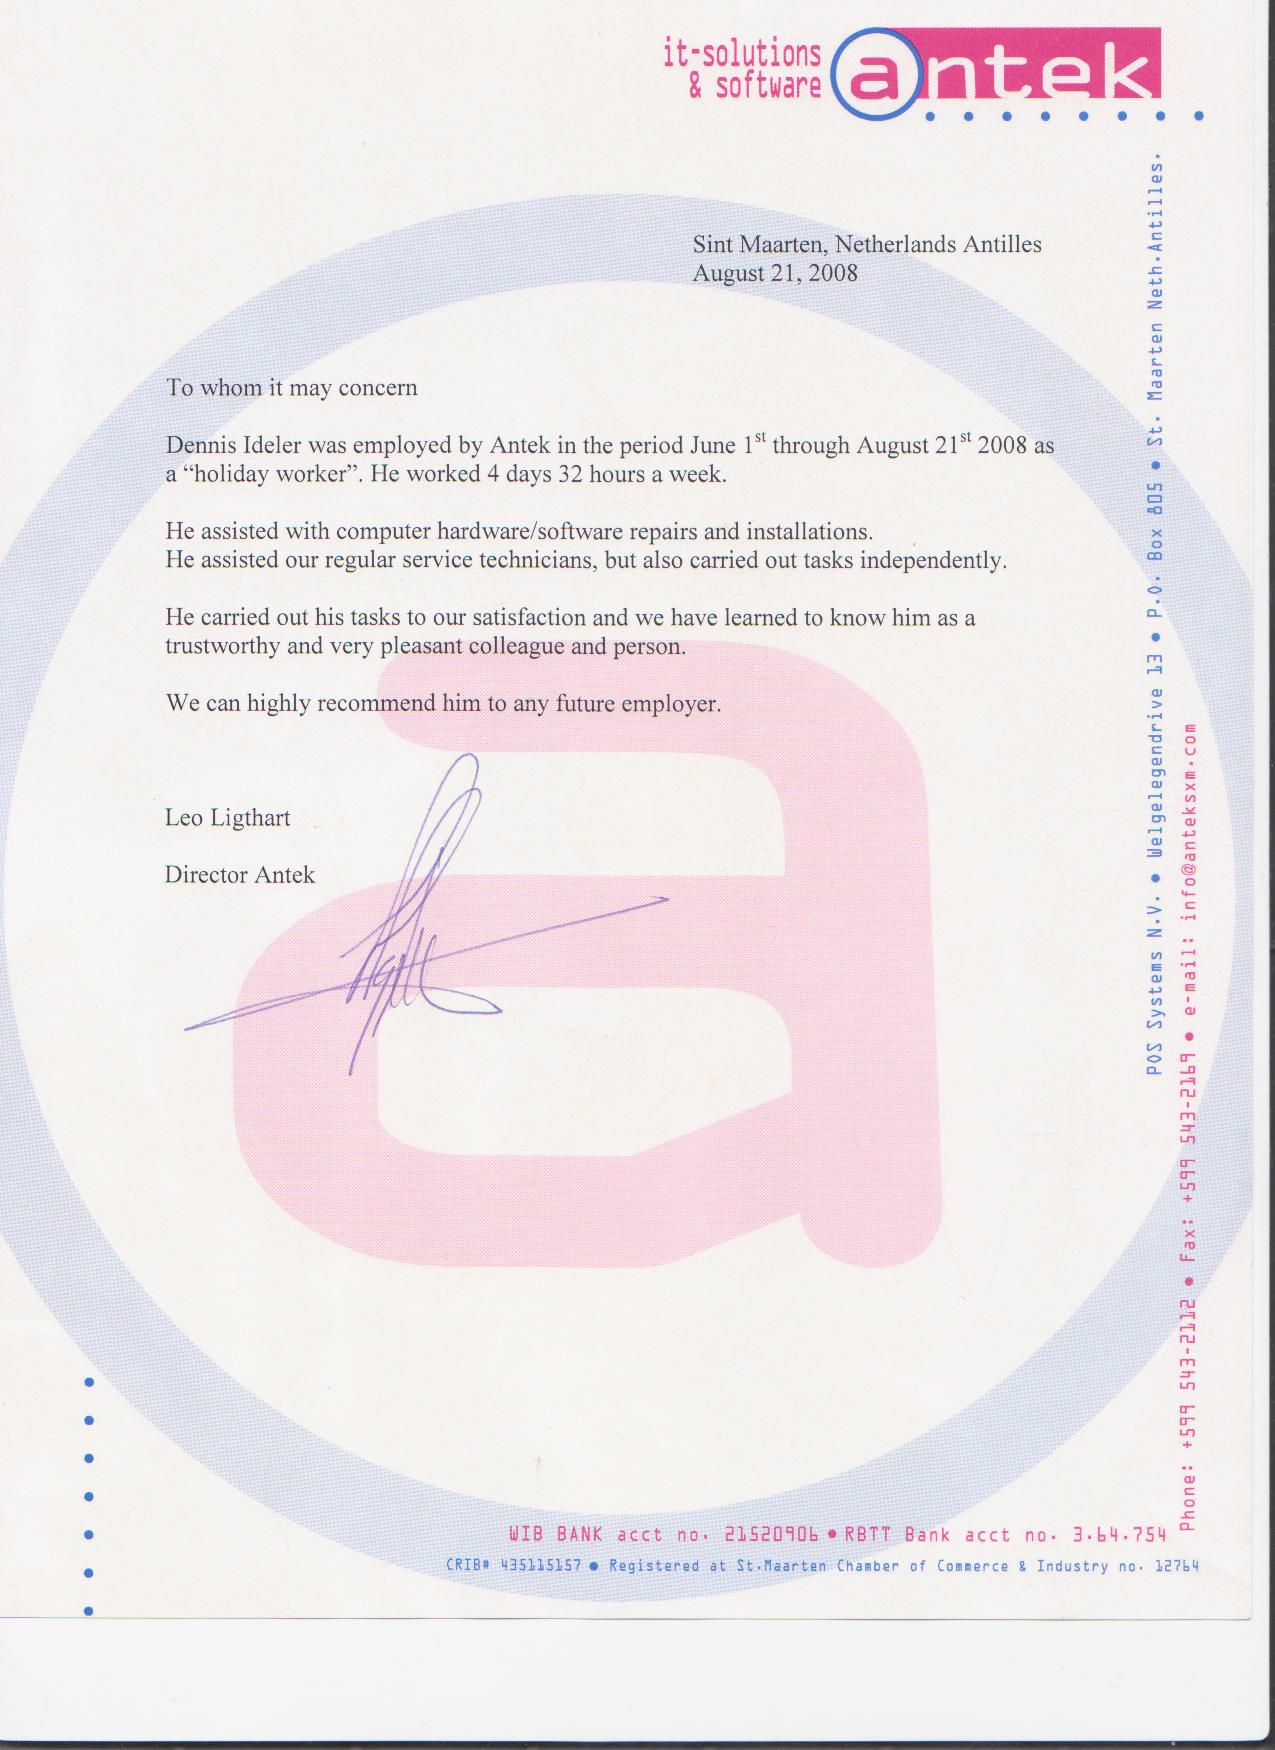 it-solutions
& software
antek
Sint Maarten, Netherlands Antilles
August 21, 2008
To whom it may concern
Dennis Ideler was employed by Antek in the period June 1st through August 21st 2008 as
a “holiday worker”. He worked 4 days 32 hours a week.
He assisted with computer hardware/software repairs and installations.
He assisted our regular service technicians, but also carried out tasks independently.
He carried out his tasks to our satisfaction and we have learned to know him as a
trustworthy and very pleasant colleague and person.
We can highly recommend him to any future employer.
Leo Ligthart
Director Antek
a
POS Systems N.V. • Welgelegendrive 13 • P.O. Box 805 • St. Maarten Neth.Antilles.
Phone: +599 543-2112 • Fax: +599 543-2169 • e-mail: info@anteksxm.com
WIB BANK acct no. 21520906 • RBTT Bank acct no. 3.64.754
CRIB# 435115157 • Registered at St.Maarten Chamber of Commerce & Industry no. 12764